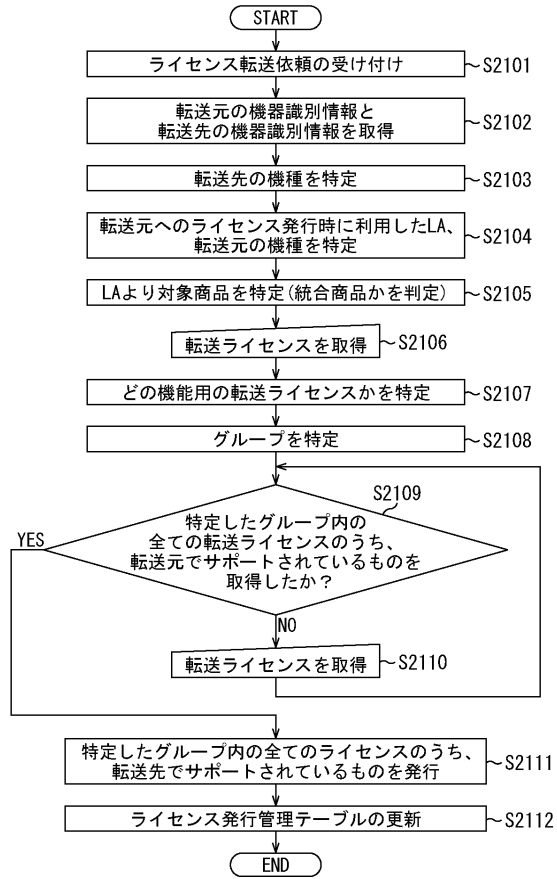 START
ライセンス転送依頼の受け付け
S2101
転送元の機器識別情報と
転送先の機器識別情報を取得
S2102
転送先の機種を特定
S2103
転送元へのライセンス発行時に利用したLA、
転送元の機種を特定
S2104
LAより対象商品を特定(統合商品かを判定)
S2105
転送ライセンスを取得
S2106
どの機能用の転送ライセンスかを特定
S2107
グループを特定
S2108
S2109
特定したグループ内の
全ての転送ライセンスのうち、
転送元でサポートされているものを
取得したか？
YES
NO
転送ライセンスを取得
S2110
特定したグループ内の全てのライセンスのうち、
転送先でサポートされているものを発行
S2111
ライセンス発行管理テーブルの更新
S2112
END